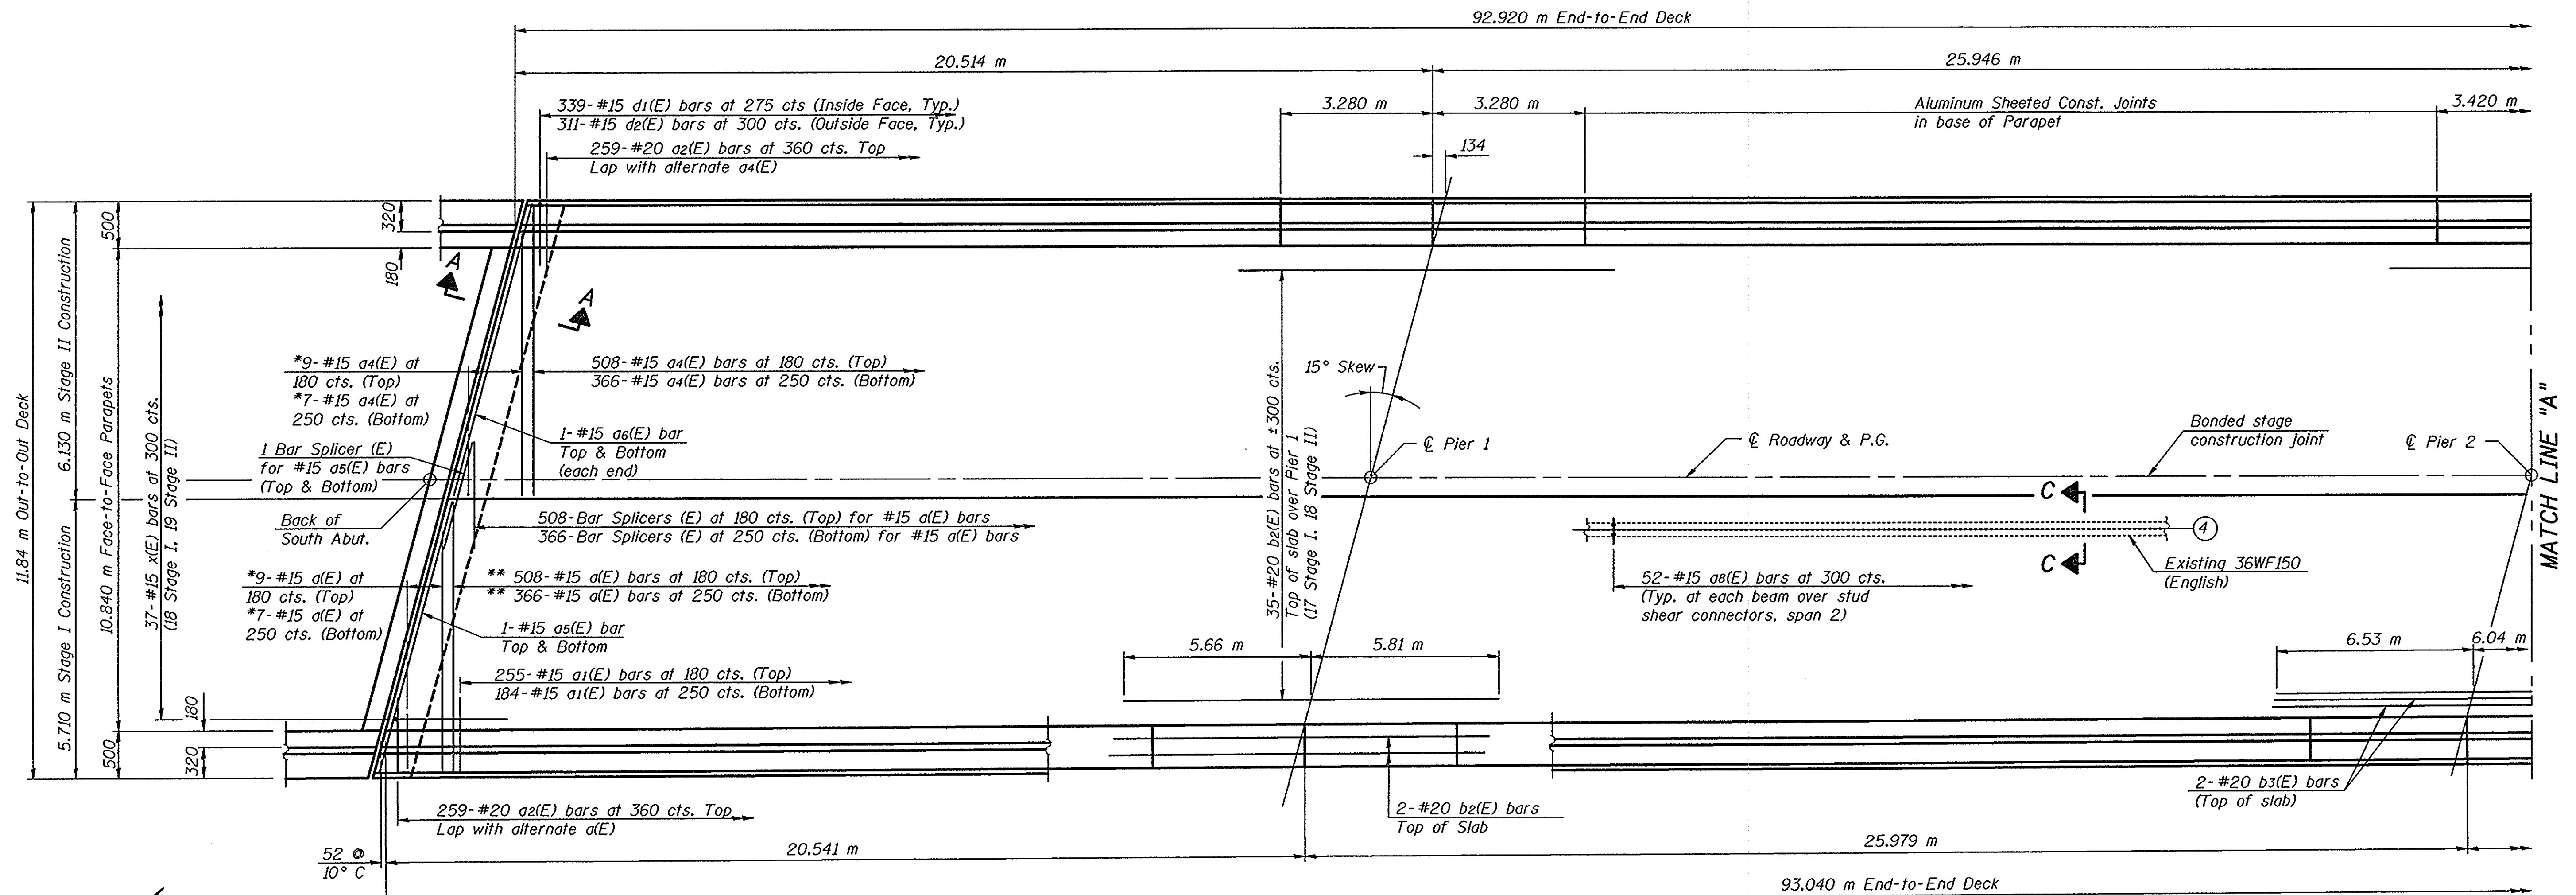 92.920 m End-to-End Deck
20.514 m
25.946 m
339-#15 d1(E) bars at 275 cts (Inside Face, Typ.)
311-#15 d2(E) bars at 300 cts. (Outside Face, Typ.)
3.280 m
3.280 m
Aluminum Sheeted Const. Joints
in base of Parapet
3.420 m
259-#20 a2(E) bars at 360 cts. Top
Lap with alternate a4(E)
134
11.84 m Out-to-Out Deck
6.130 m Stage II Construction
5.710 m Stage I Construction
500
10.840 m Face-to-Face Parapets
500
37-#15 x(E) bars at 300 cts.
(18 Stage I, 19 Stage II)
320
180
180
320
A
A
*9-#15 a4(E) at
180 cts. (Top)
*7-#15 a4(E) at
250 cts. (Bottom)
508-#15 a4(E) bars at 180 cts. (Top)
366-#15 a4(E) bars at 250 cts. (Bottom)
1-#15 a6(E) bar
Top & Bottom
(each end)
1 Bar Splicer (E)
for #15 a5(E) bars
(Top & Bottom)
Back of
South Abut.
508-Bar Splicers (E) at 180 cts. (Top) for #15 a(E) bars
366-Bar Splicers (E) at 250 cts. (Bottom) for #15 a(E) bars
*9-#15 a(E) at
180 cts. (Top)
*7-#15 a(E) at
250 cts. (Bottom)
** 508-#15 a(E) bars at 180 cts. (Top)
** 366-#15 a(E) bars at 250 cts. (Bottom)
1-#15 a5(E) bar
Top & Bottom
255-#15 a1(E) bars at 180 cts. (Top)
184-#15 a1(E) bars at 250 cts. (Bottom)
35-#20 b2(E) bars at ±300 cts.
Top of slab over Pier 1
(17 Stage I, 18 Stage II)
15° Skew
℄ Pier 1
℄ Roadway & P.G.
Bonded stage
construction joint
℄ Pier 2
MATCH LINE "A"
C
C
4
52-#15 a8(E) bars at 300 cts.
(Typ. at each beam over stud
shear connectors, span 2)
Existing 36WF150
(English)
5.66 m
5.81 m
6.53 m
6.04 m
259-#20 a2(E) bars at 360 cts. Top
Lap with alternate a(E)
2-#20 b2(E) bars
Top of Slab
2-#20 b3(E) bars
(Top of slab)
52 @
10° C
20.541 m
25.979 m
93.040 m End-to-End Deck